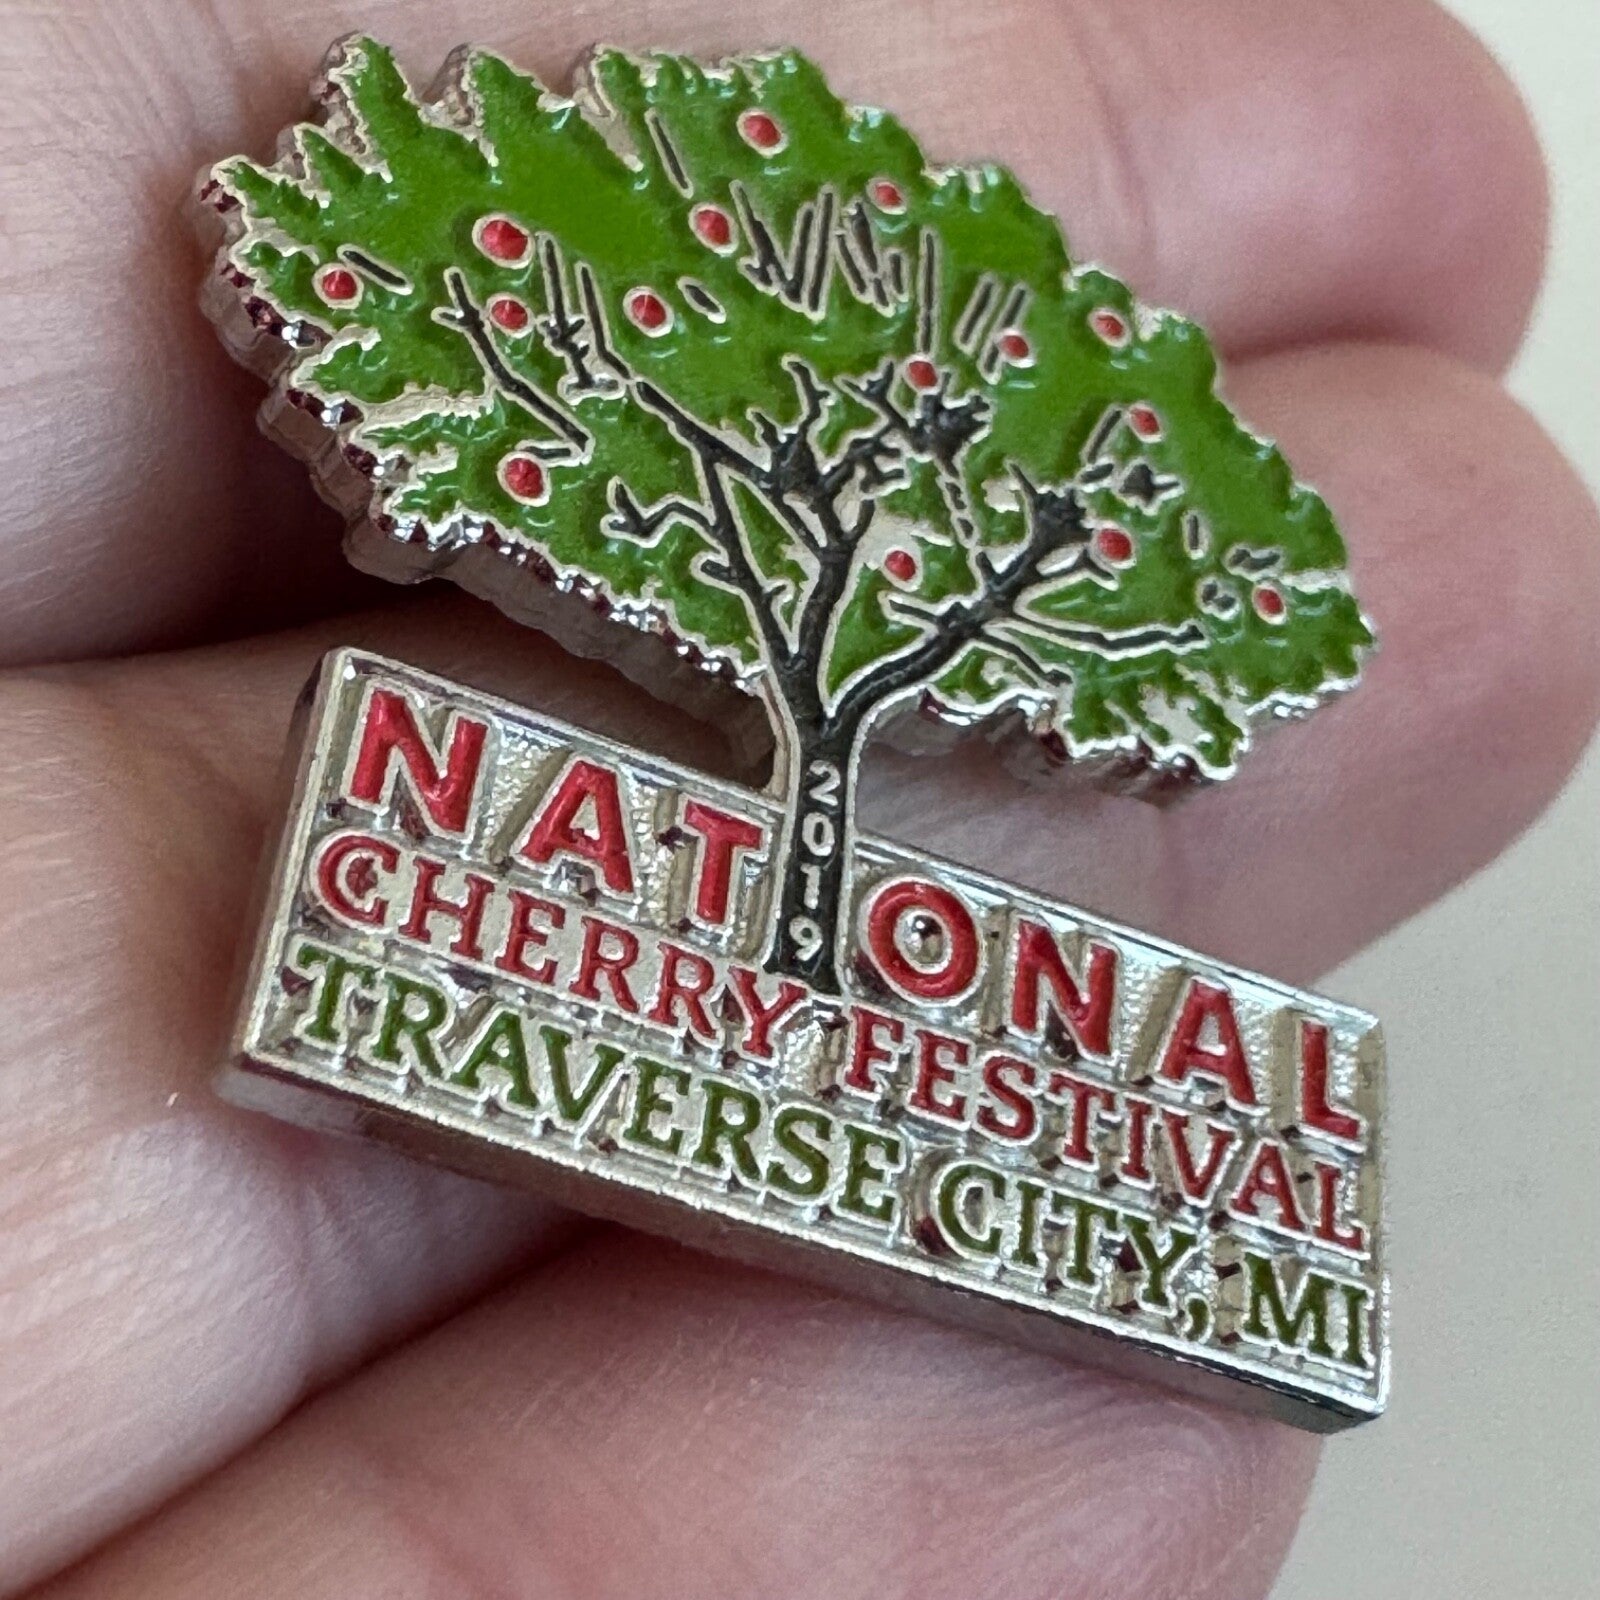 2019
NATIONAL
CHERRY FESTIVAL
TRAVERSE CITY, MI